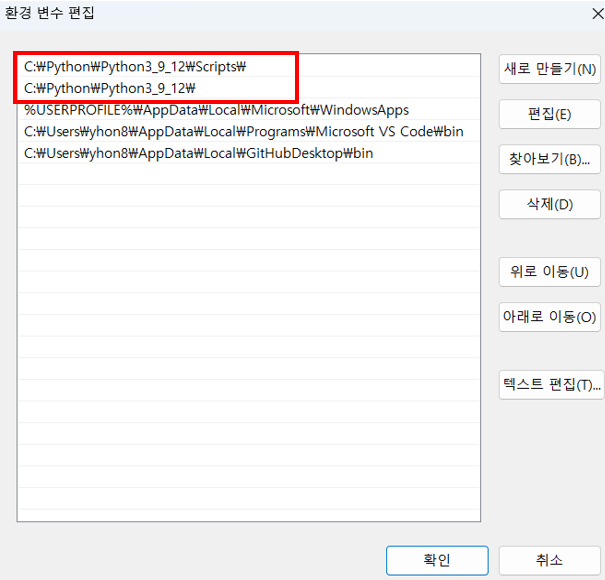 환경 변수 편집
C:₩Python₩Python3_9_12₩Scripts₩
C:₩Python₩Python3_9_12₩
%USERPROFILE%₩AppData₩Local₩Microsoft₩WindowsApps
C:₩Users₩yhon8₩AppData₩Local₩Programs₩Microsoft VS Code₩bin
C:₩Users₩yhon8₩AppData₩Local₩GitHubDesktop₩bin
새로 만들기(N)
편집(E)
찾아보기(B)...
삭제(D)
위로 이동(U)
아래로 이동(O)
텍스트 편집(T)...
확인
취소